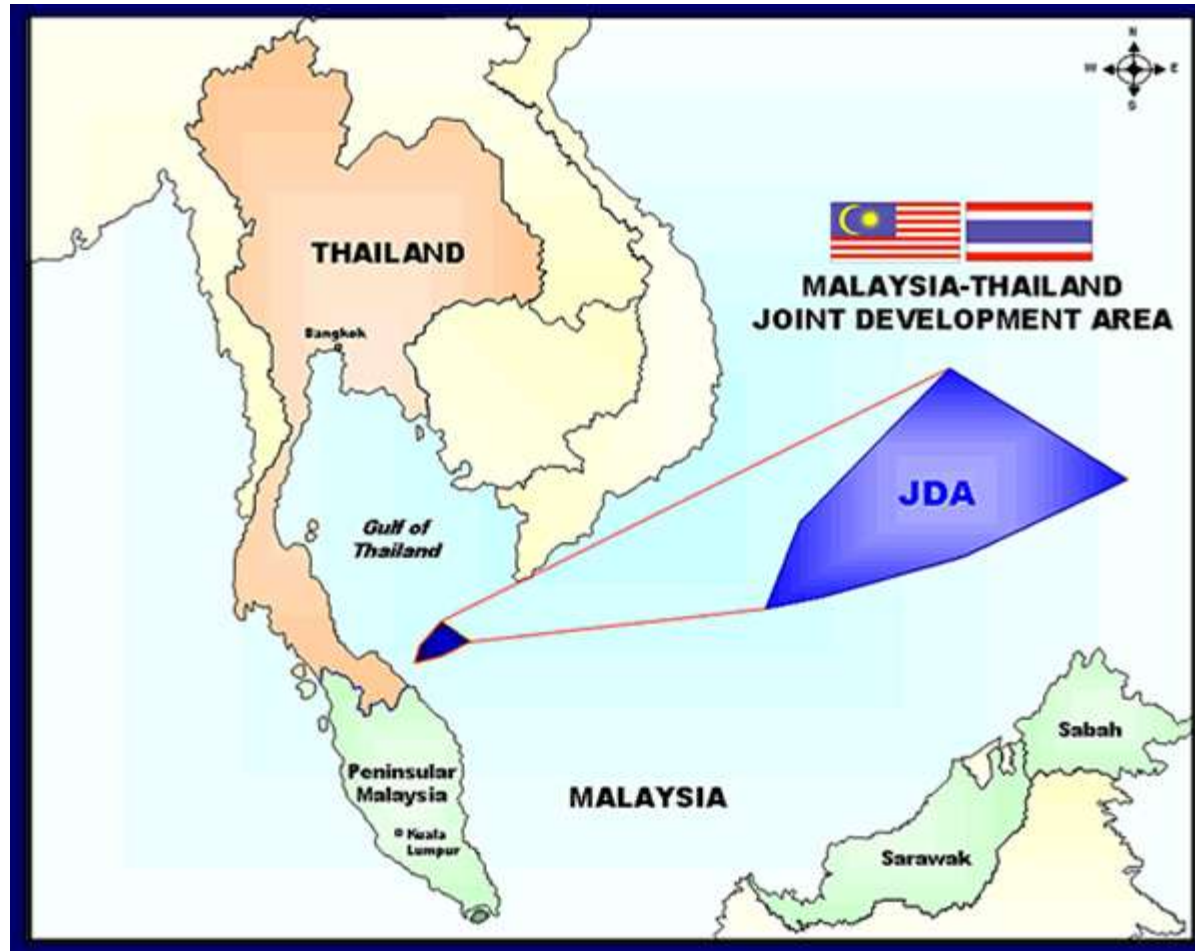 N
W E
S
THAILAND
Bangkok
MALAYSIA-THAILAND
JOINT DEVELOPMENT AREA
JDA
Gulf of
Thailand
Sabah
Peninsular
Malaysia
MALAYSIA
Kuala
Lumpur
Sarawak